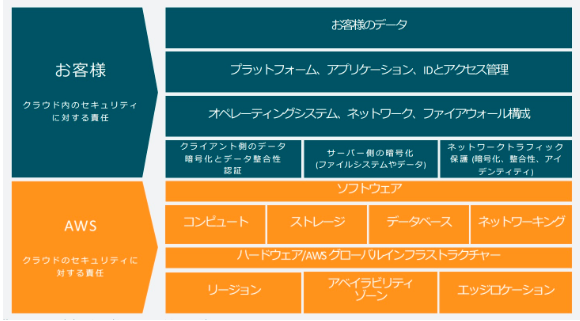 お客様
クラウド内のセキュリティ
に対する責任
お客様のデータ
プラットフォーム、アプリケーション、IDとアクセス管理
オペレーティングシステム、ネットワーク、ファイアウォール構成
クライアント側のデータ
暗号化とデータ整合性
認証
サーバー側の暗号化
(ファイルシステムやデータ)
ネットワークトラフィック
保護 (暗号化、整合性、アイ
デンティティ)
AWS
クラウドのセキュリティに
対する責任
ソフトウェア
コンピュート
ストレージ
データベース
ネットワーキング
ハードウェア/AWS グローバルインフラストラクチャー
リージョン
アベイラビリティ
ゾーン
エッジロケーション